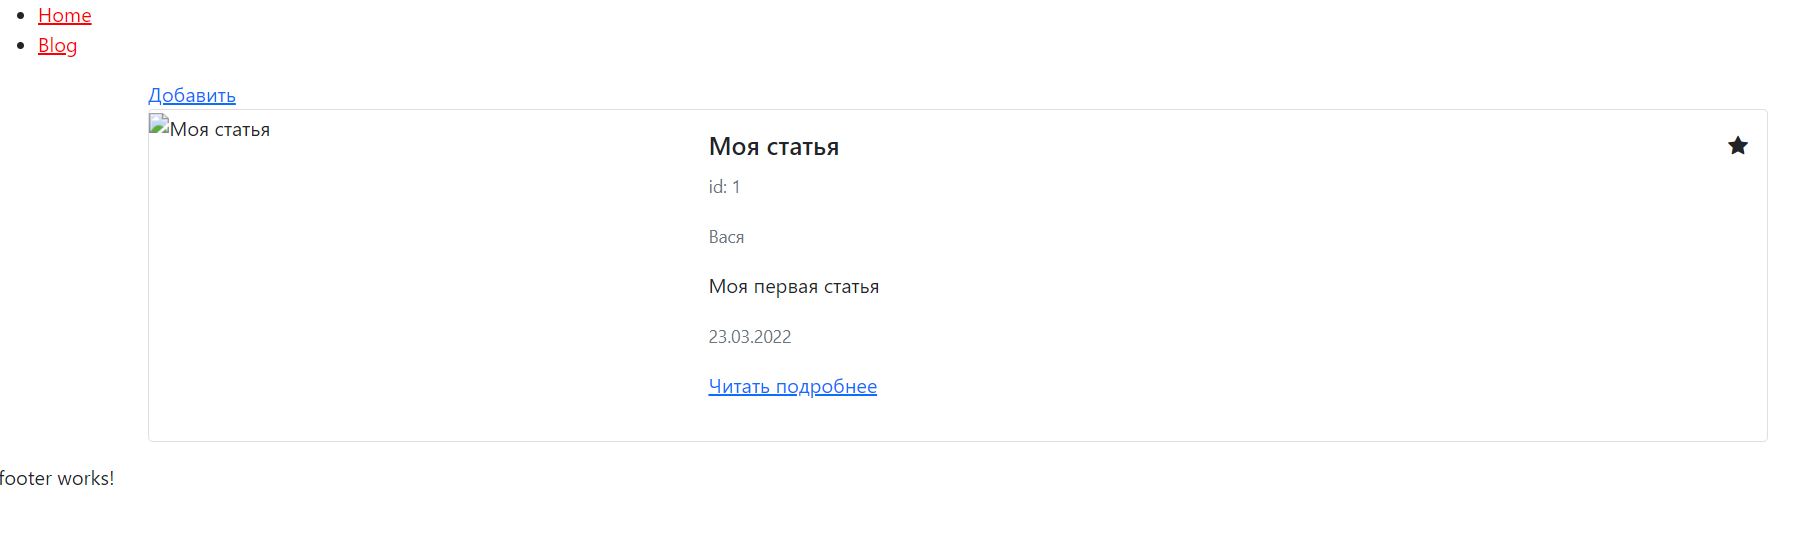 Home
Blog
Добавить
Моя статья
Моя статья
id: 1
Вася
Моя первая статья
23.03.2022
Читать подробнее
footer works!